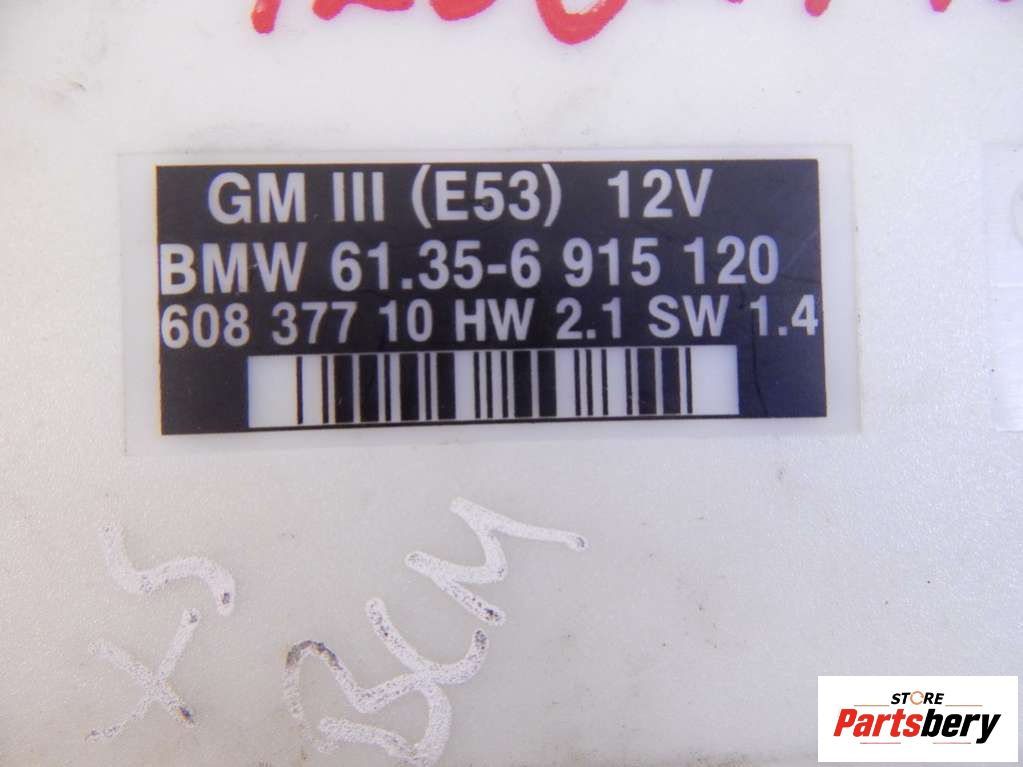 GM III (E53) 12V
BMW 61.35-6 915 120
608 377 10 HW 2.1 SW 1.4
X5
BCM
STORE
Partsbery